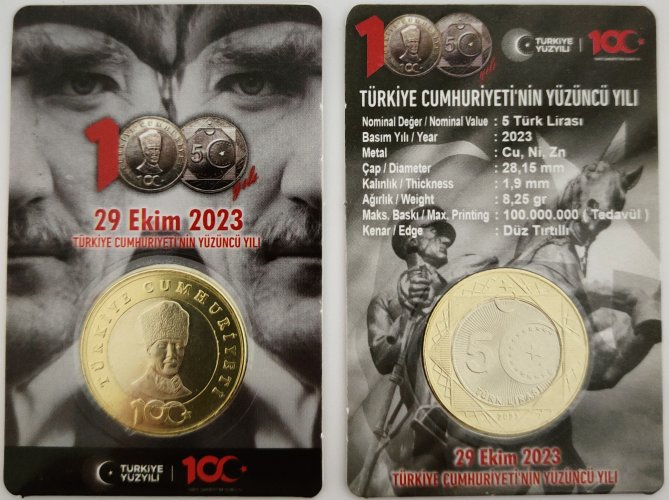 100
yılı
29 Ekim 2023
TÜRKİYE CUMHURİYETİ'NİN YÜZÜNCÜ YILI
TÜRKİYE CUMHURİYETİ
100
TÜRKİYE
YÜZYILI
100
100
yılı
TÜRKİYE
YÜZYILI
100
TÜRKİYE CUMHURİYETİ'NİN YÜZÜNCÜ YILI
Nominal Değer / Nominal Value : 5 Türk Lirası
Basım Yılı / Year : 2023
Metal : Cu, Ni, Zn
Çap / Diameter : 28,15 mm
Kalınlık / Thickness : 1,9 mm
Ağırlık / Weight : 8,25 gr
Maks. Baskı / Max. Printing : 100.000.000 ( Tedavül )
Kenar / Edge : Düz Tırtıllı
5
TÜRK LİRASI
2023
29 Ekim 2023
TÜRKİYE CUMHURİYETİ'NİN YÜZÜNCÜ YILI